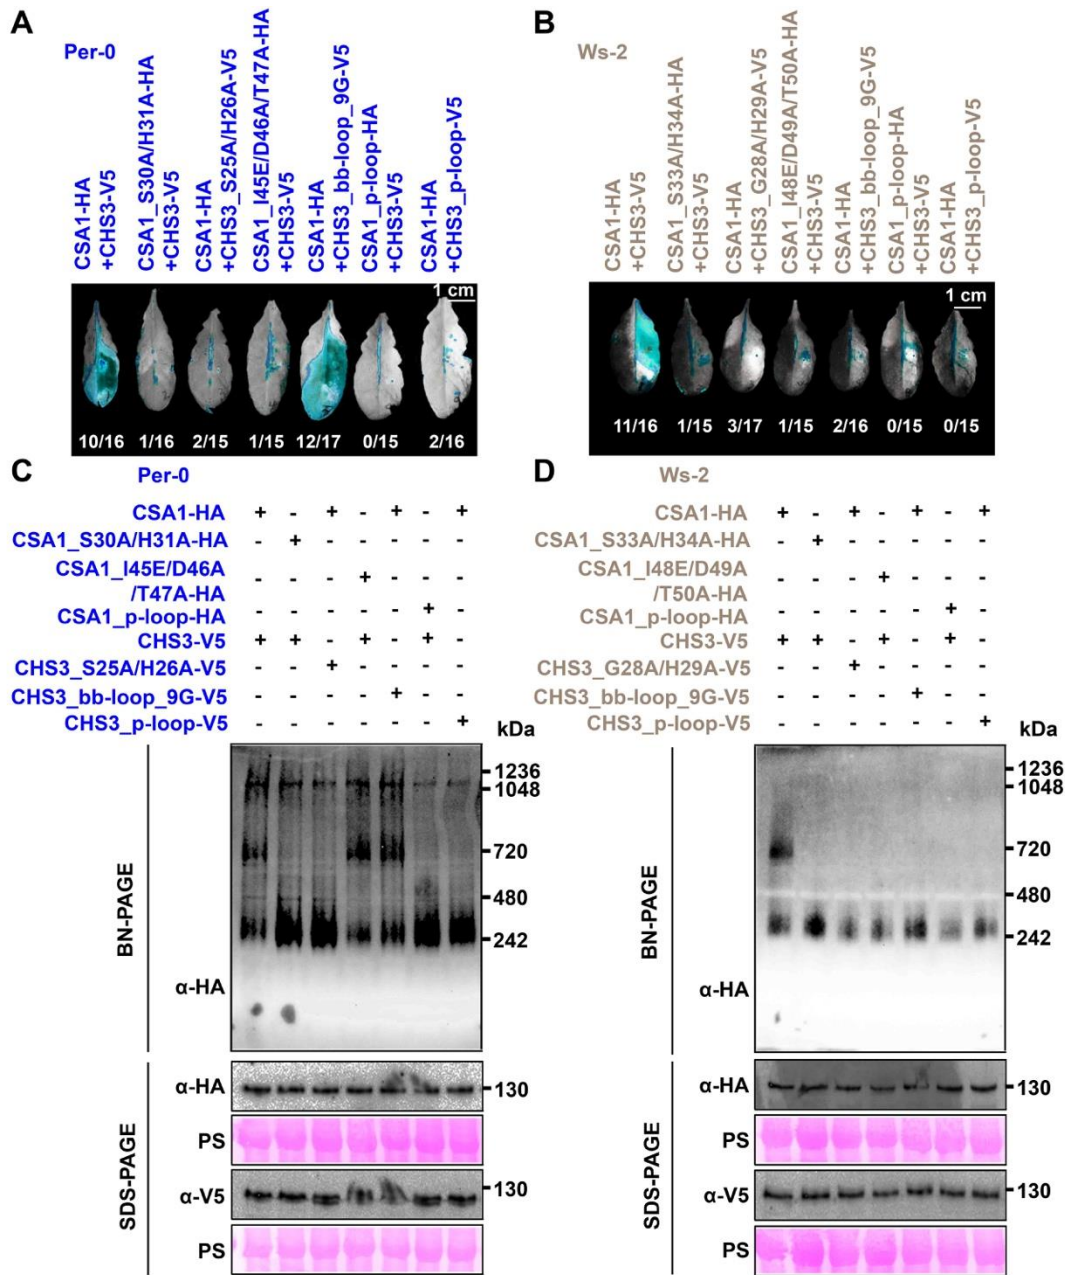 A
Per-0
CSA1-HA
+CHS3-V5
CSA1_S30A/H31A-HA
+CHS3-V5
CSA1-HA
+CHS3_S25A/H26A-V5
CSA1_I45E/D46A/T47A-HA
+CHS3-V5
CSA1-HA
+CHS3_bb-loop_9G-V5
CSA1_p-loop-HA
+CHS3-V5
CSA1-HA
+CHS3_p-loop-V5
1 cm
10/16 1/16 2/15 1/15 12/17 0/15 2/16
B
Ws-2
CSA1-HA
+CHS3-V5
CSA1_S33A/H34A-HA
+CHS3-V5
CSA1-HA
+CHS3_G28A/H29A-V5
CSA1_I48E/D49A/T50A-HA
+CHS3-V5
CSA1-HA
+CHS3_bb-loop_9G-V5
CSA1_p-loop-HA
+CHS3-V5
CSA1-HA
+CHS3_p-loop-V5
1 cm
11/16 1/15 3/17 1/15 2/16 0/15 0/15
C
Per-0
CSA1-HA + - + - + - +
CSA1_S30A/H31A-HA - + - - - - -
CSA1_I45E/D46A - - - + - - -
/T47A-HA
CSA1_p-loop-HA - - - - - + -
CHS3-V5 + + - + - + -
CHS3_S25A/H26A-V5 - - + - - - -
CHS3_bb-loop_9G-V5 - - - - + - -
CHS3_p-loop-V5 - - - - - - +
kDa
1236
1048
720
480
242
BN-PAGE
α-HA
SDS-PAGE
α-HA 130
PS
α-V5 130
PS
D
Ws-2
CSA1-HA + - + - + - +
CSA1_S33A/H34A-HA - + - - - - -
CSA1_I48E/D49A - - - + - - -
/T50A-HA
CSA1_p-loop-HA - - - - - + -
CHS3-V5 + + - + - + -
CHS3_G28A/H29A-V5 - - + - - - -
CHS3_bb-loop_9G-V5 - - - - + - -
CHS3_p-loop-V5 - - - - - - +
kDa
1236
1048
720
480
242
BN-PAGE
α-HA
SDS-PAGE
α-HA 130
PS
α-V5 130
PS